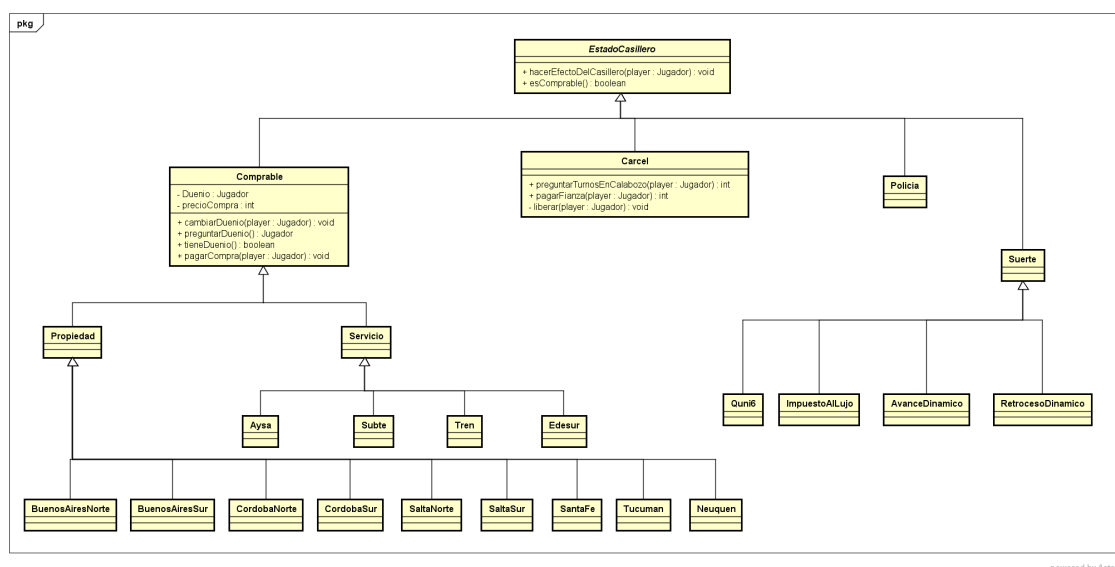 pkg
EstadoCasillero
+ hacerEfectoDelCasillero(player : Jugador) : void
+ esComprable() : boolean
Comprable
- Duenio : Jugador
- precioCompra : int
+ cambiarDuenio(player : Jugador) : void
+ preguntarDuenio() : Jugador
+ tieneDuenio() : boolean
+ pagarCompra(player : Jugador) : void
Carcel
+ preguntarTurnosEnCalabozo(player : Jugador) : int
+ pagarFianza(player : Jugador) : int
- liberar(player : Jugador) : void
Policia
Suerte
Propiedad
Servicio
Quni6
ImpuestoAlLujo
AvanceDinamico
RetrocesoDinamico
Aysa
Subte
Tren
Edesur
BuenosAiresNorte
BuenosAiresSur
CordobaNorte
CordobaSur
SaltaNorte
SaltaSur
SantaFe
Tucuman
Neuquen